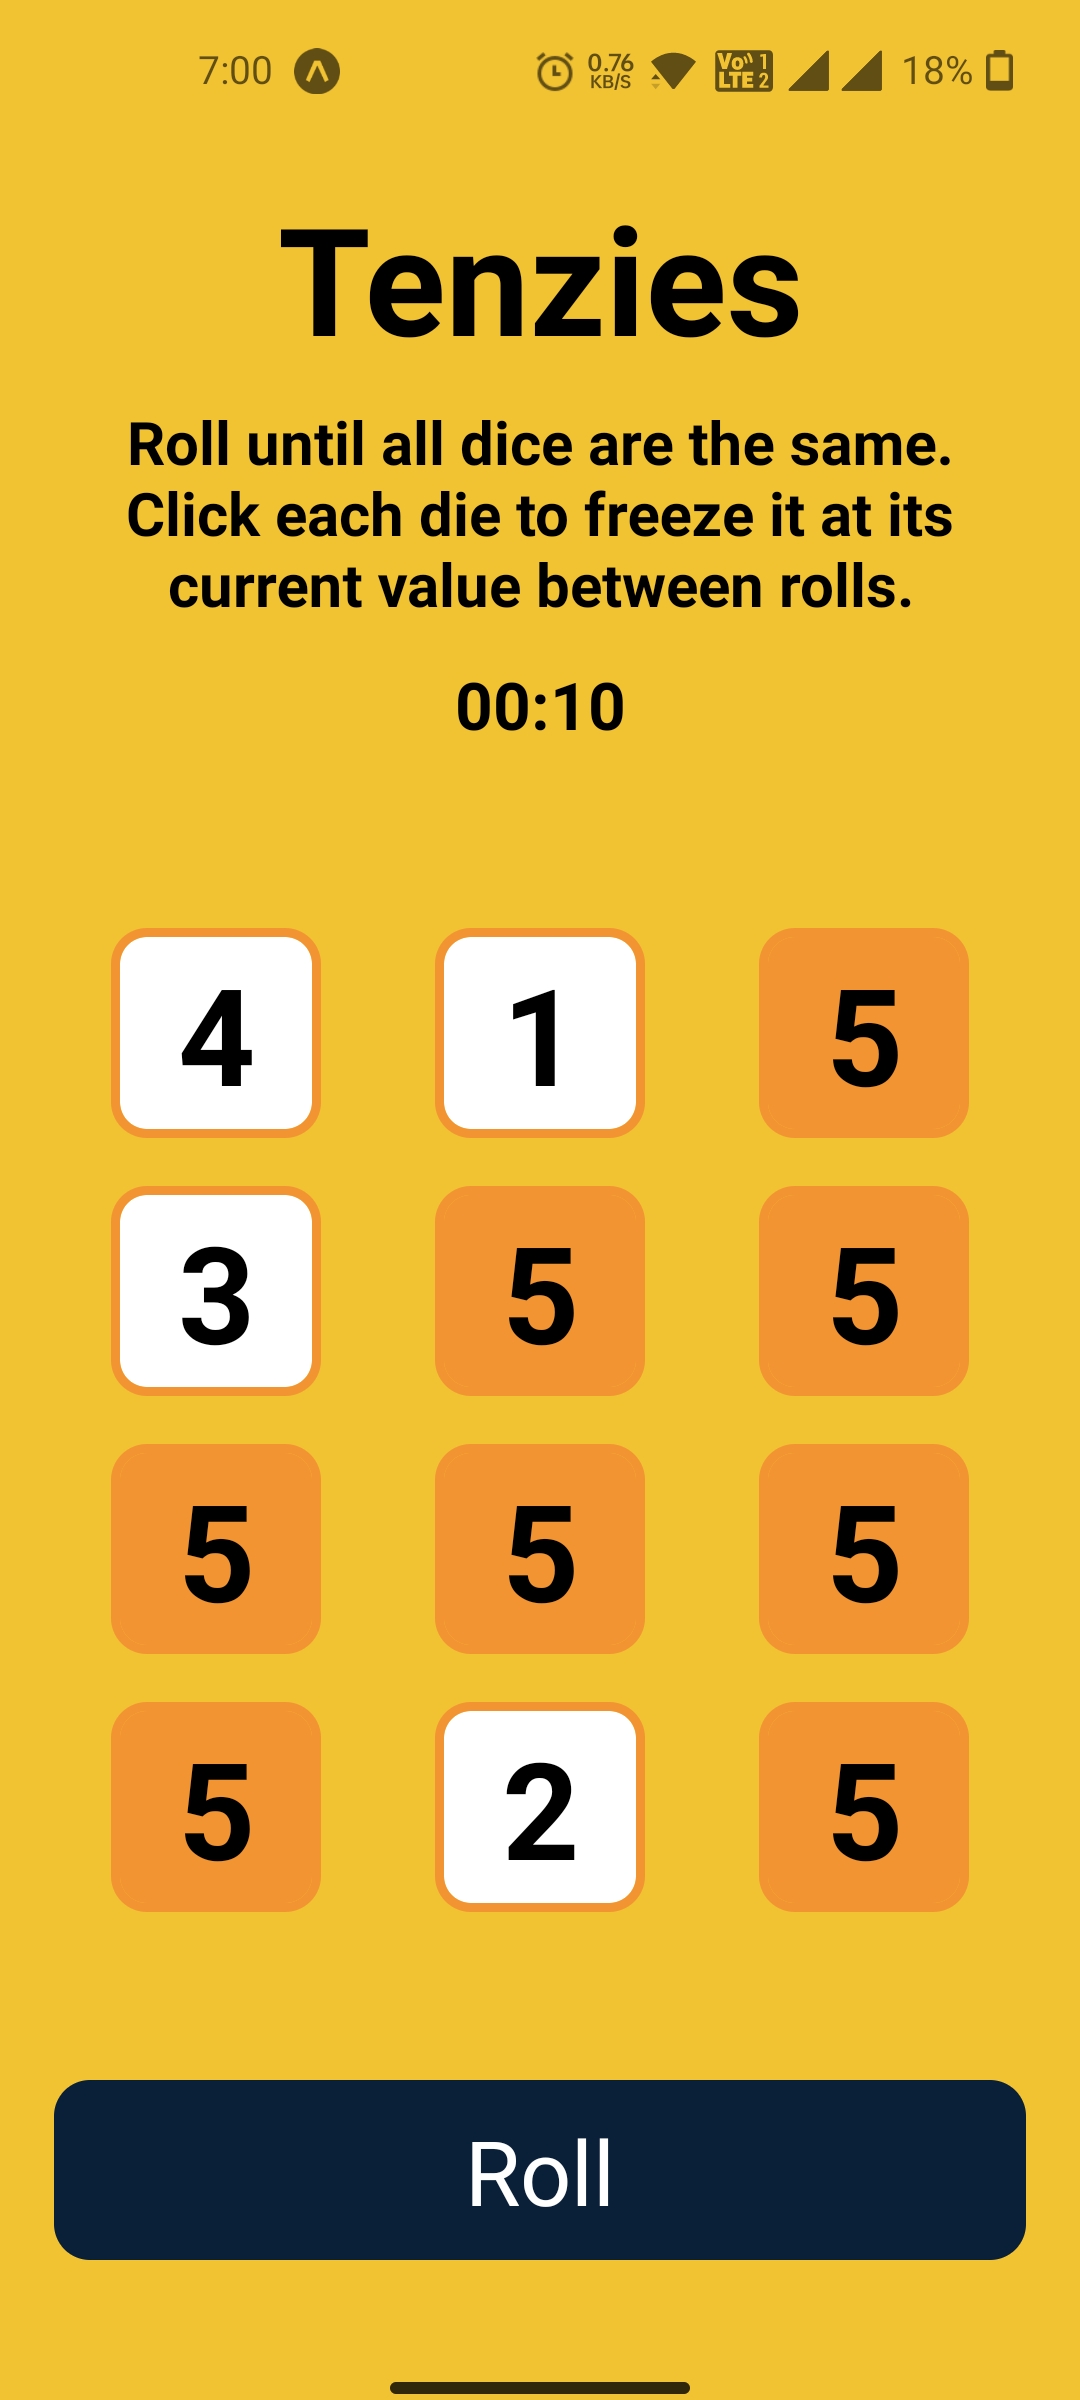 7:00 0.76 KB/S Vo)) 1 LTE 2 18%
Tenzies
Roll until all dice are the same.
Click each die to freeze it at its
current value between rolls.
00:10
4 1 5
3 5 5
5 5 5
5 2 5
Roll